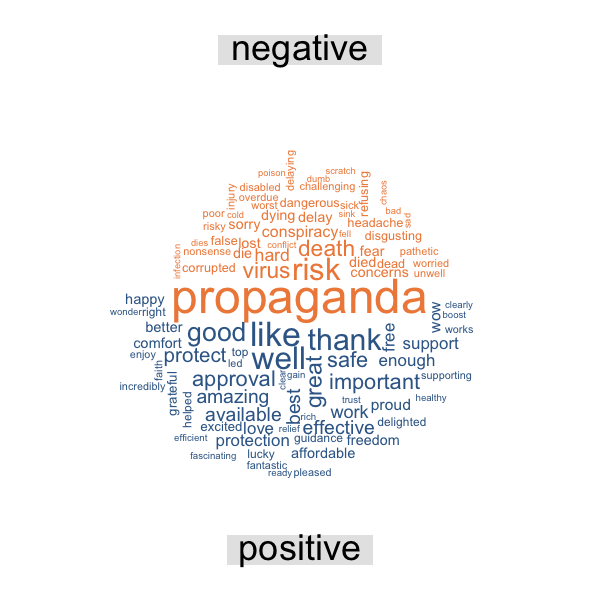 negative
poison
delaying
scratch
dumb
disabled
challenging
refusing
chaos
injury
overdue
worst
dangerous
sick
poor
cold
dying
delay
sink
bad
sad
risky
sorry
conspiracy
fell
headache
disgusting
dies
false
lost
conflict
death
fear
pathetic
nonsense
die
hard
infection
corrupted
virus
risk
died
dead
worried
concerns
unwell
propaganda
happy
wonder
right
wow
clearly
boost
better
good
like
thank
free
works
comfort
support
enjoy
protect
top
led
well
safe
enough
faith
incredibly
approval
clear
gain
great
important
supporting
grateful
helped
amazing
best
trust
healthy
available
rich
work
proud
excited
love
relief
effective
delighted
efficient
protection
guidance
freedom
fascinating
lucky
affordable
fantastic
ready
pleased
positive